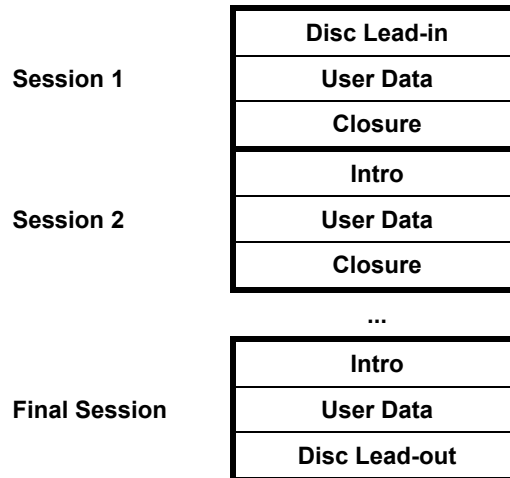 Disc Lead-in
Session 1 User Data
Closure
Intro
Session 2 User Data
Closure
...
Intro
Final Session User Data
Disc Lead-out